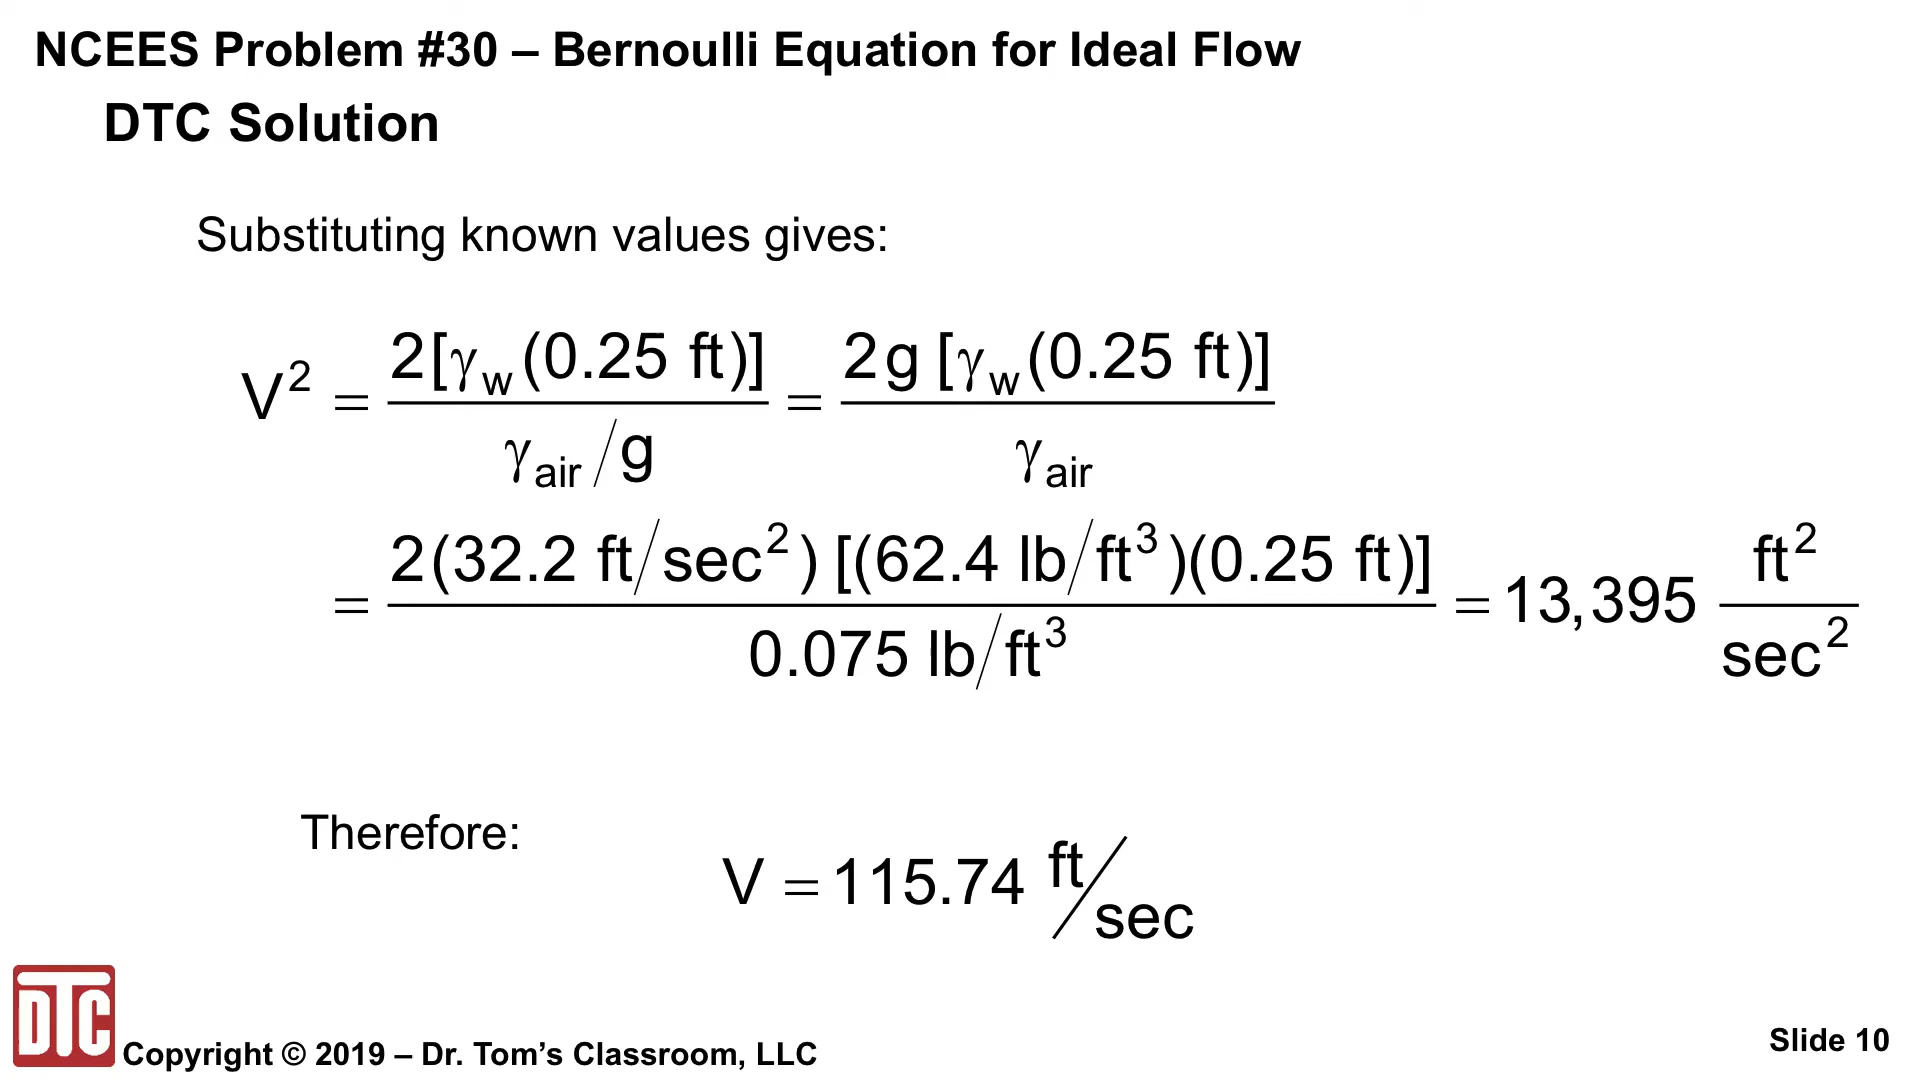 NCEES Problem #30 – Bernoulli Equation for Ideal Flow
DTC Solution
Substituting known values gives:
V² = 2[γw(0.25 ft)] / (γair/g) = 2g [γw(0.25 ft)] / γair
= 2(32.2 ft/sec²) [(62.4 lb/ft³)(0.25 ft)] / 0.075 lb/ft³ = 13,395 ft²/sec²
Therefore:
V = 115.74 ft/sec
DTC
Copyright © 2019 – Dr. Tom’s Classroom, LLC
Slide 10